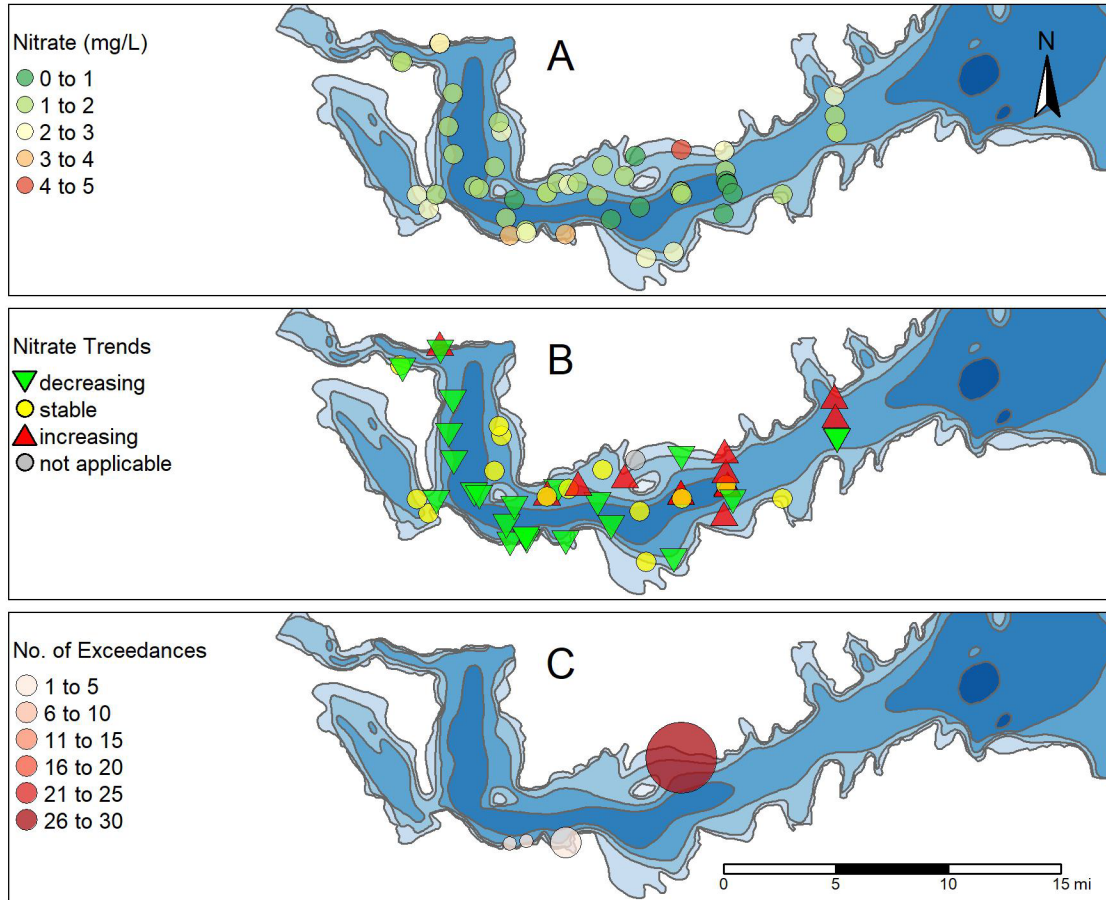 Nitrate (mg/L)
0 to 1
1 to 2
2 to 3
3 to 4
4 to 5
A
N
Nitrate Trends
decreasing
stable
increasing
not applicable
B
No. of Exceedances
1 to 5
6 to 10
11 to 15
16 to 20
21 to 25
26 to 30
C
0 5 10 15 mi